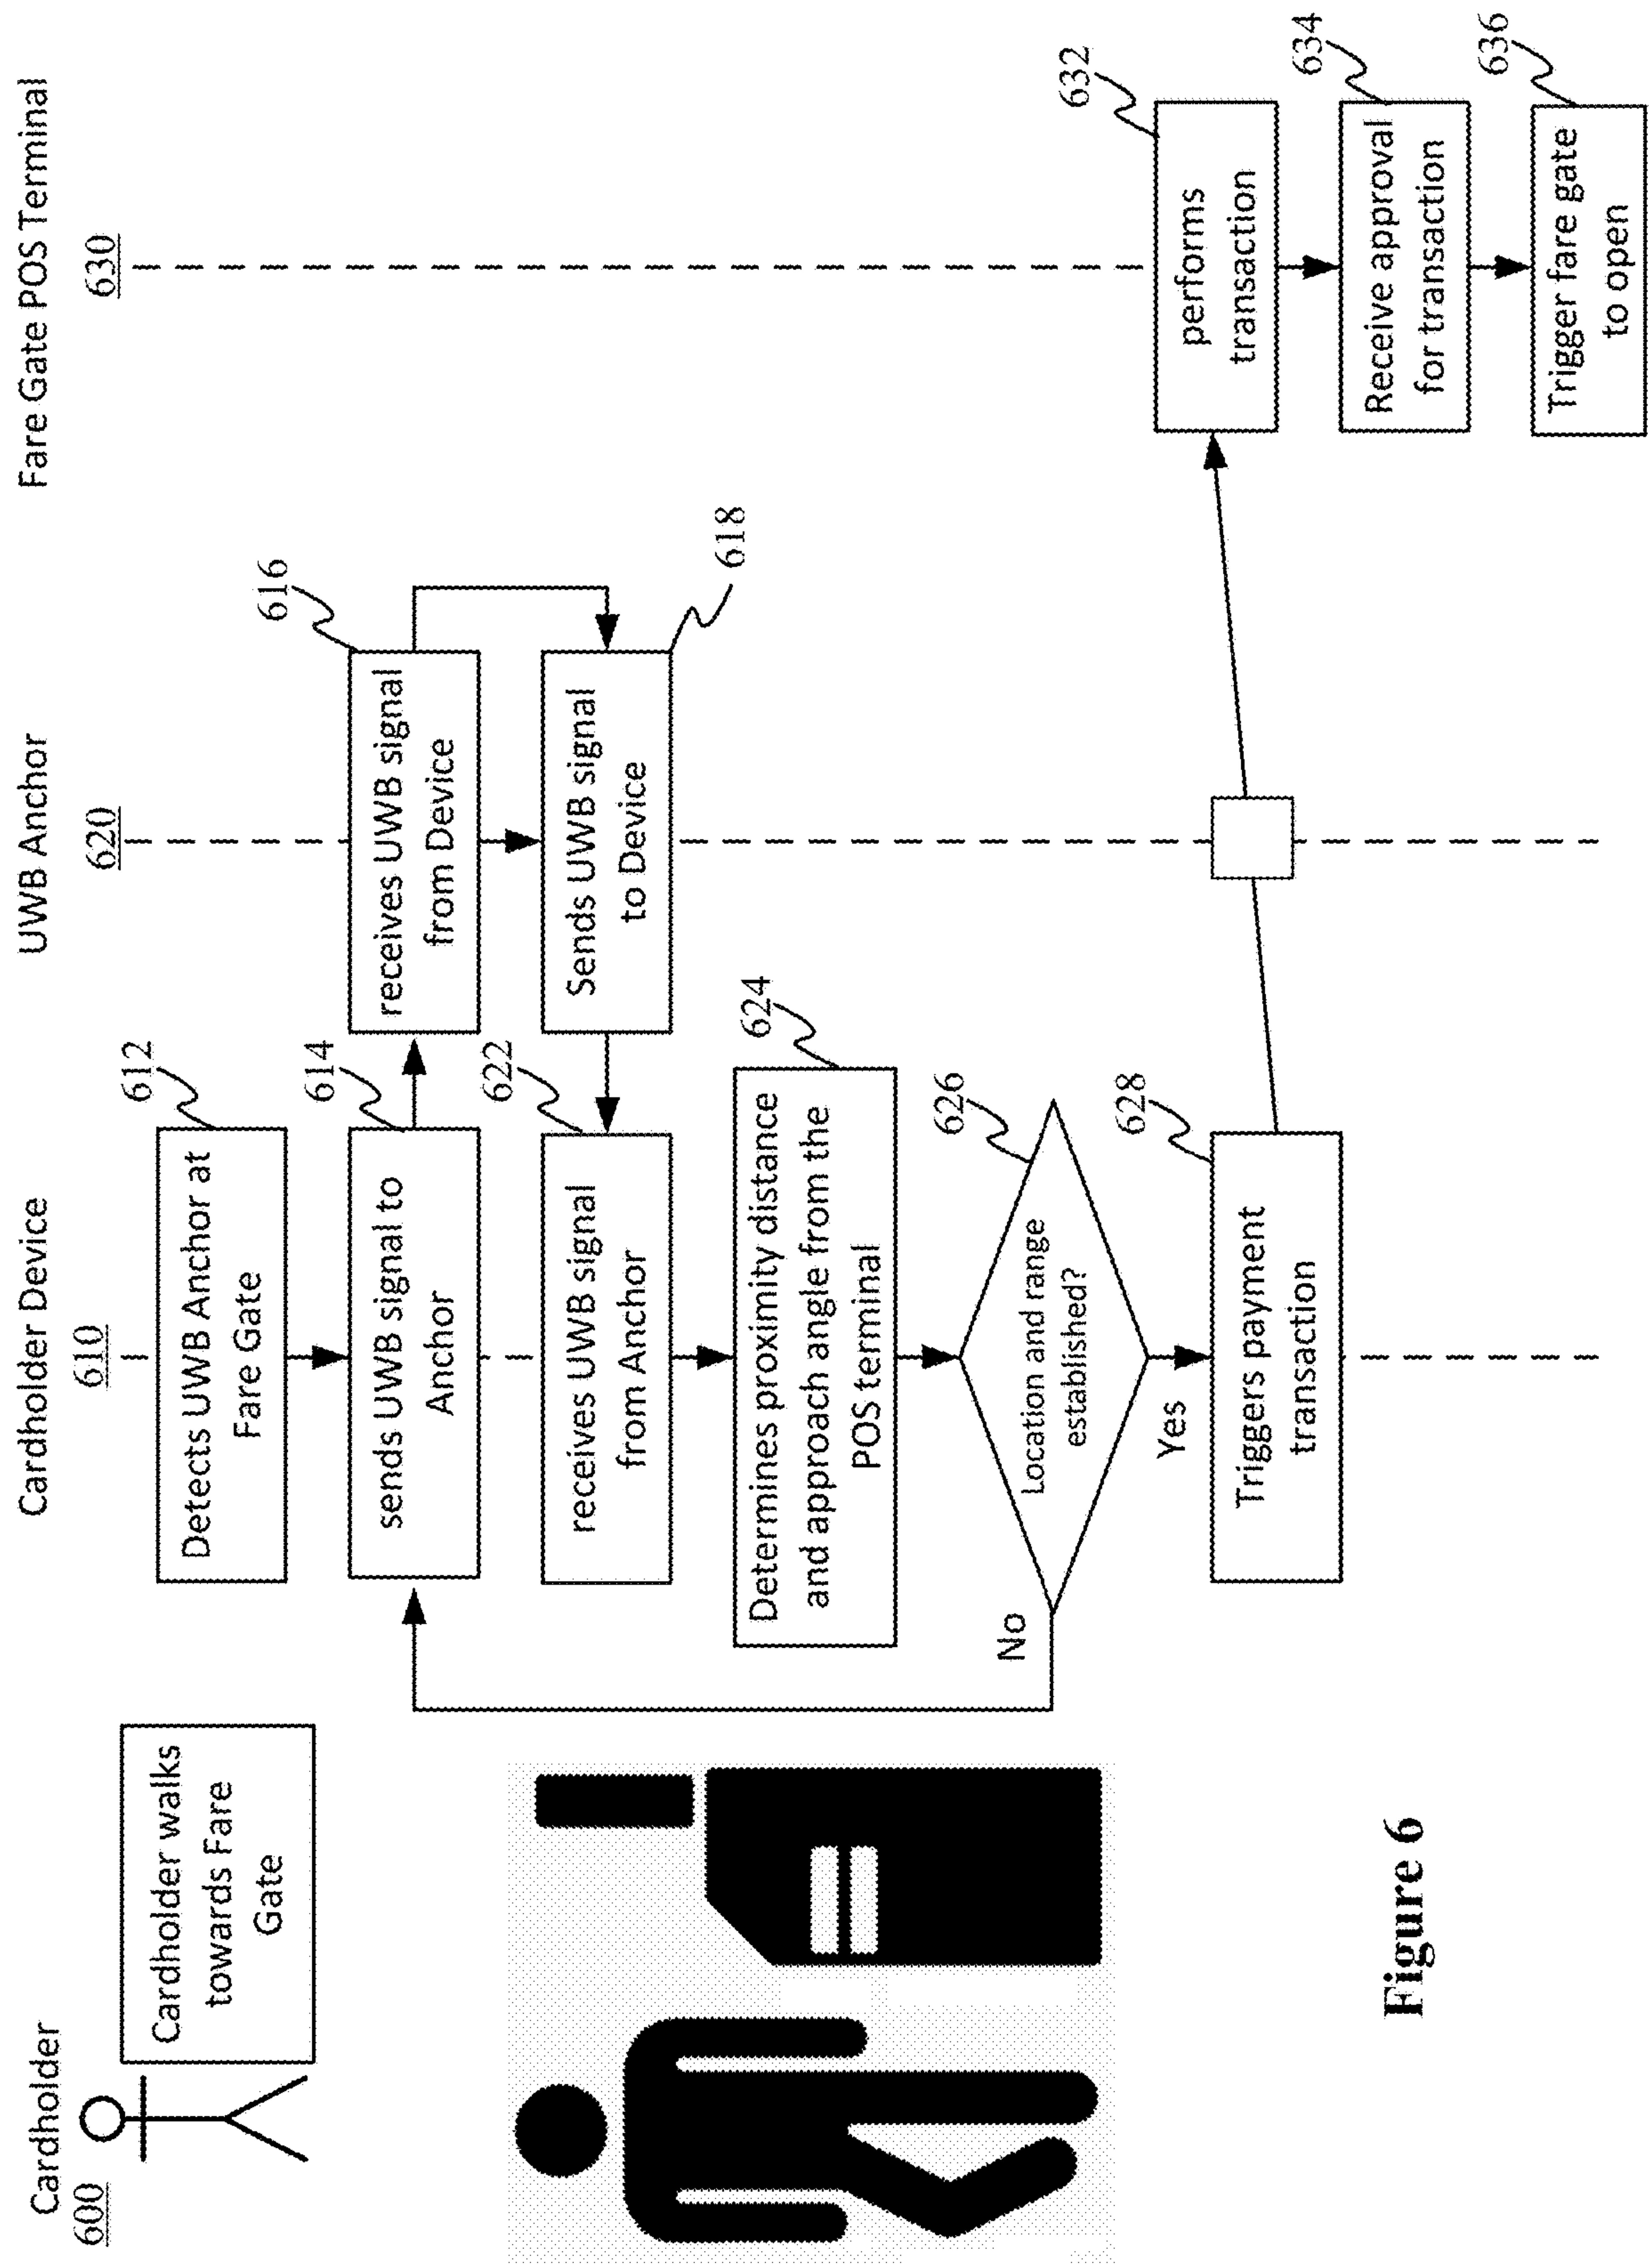 Cardholder
600
Cardholder walks
towards Fare
Gate
Cardholder Device
610
Detects UWB Anchor at
Fare Gate
612
sends UWB signal to
Anchor
614
receives UWB signal
from Anchor
622
Determines proximity distance
and approach angle from the
POS terminal
624
Location and range
established?
626
No
Yes
Triggers payment
transaction
628
UWB Anchor
620
receives UWB signal
from Device
616
Sends UWB signal
to Device
618
Fare Gate POS Terminal
630
performs
transaction
632
Receive approval
for transaction
634
Trigger fare gate
to open
636
Figure 6